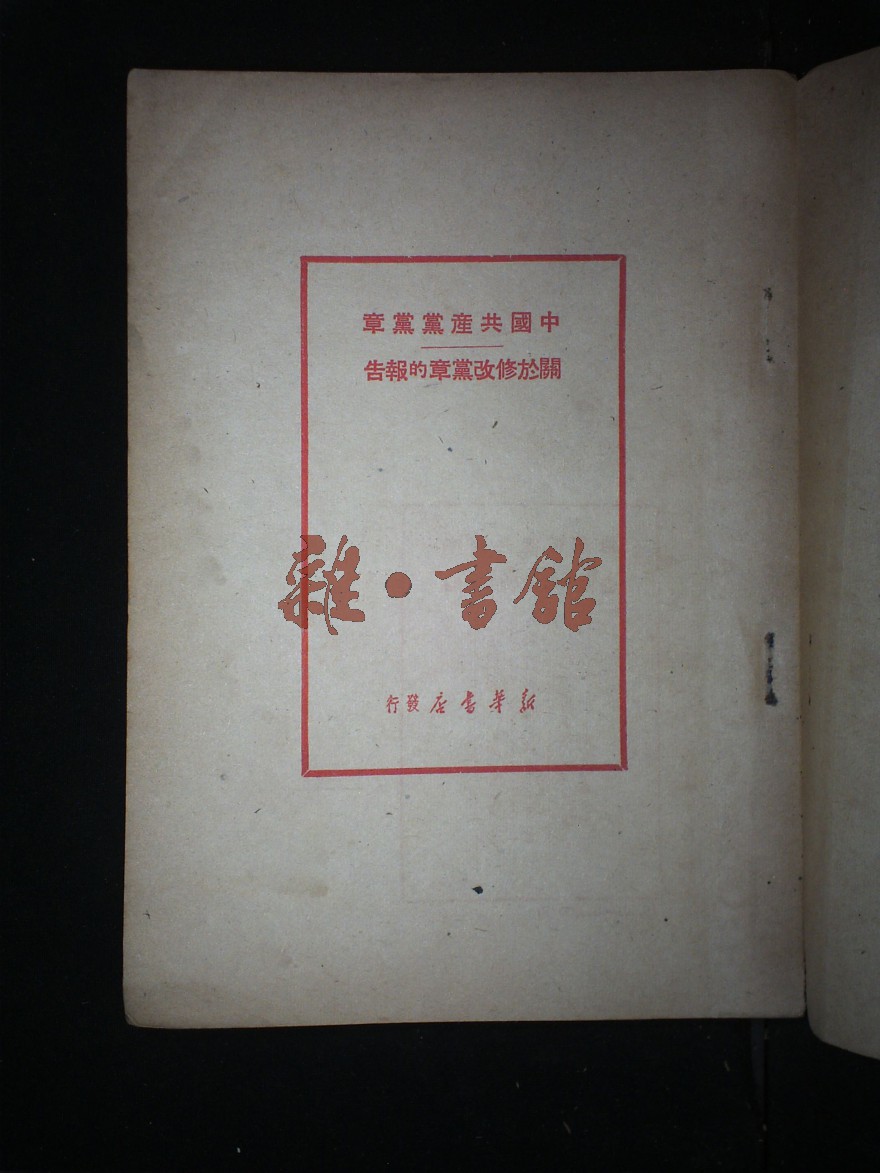 中國共産黨黨章
關於修改黨章的報告
雜·書館
新華書店發行